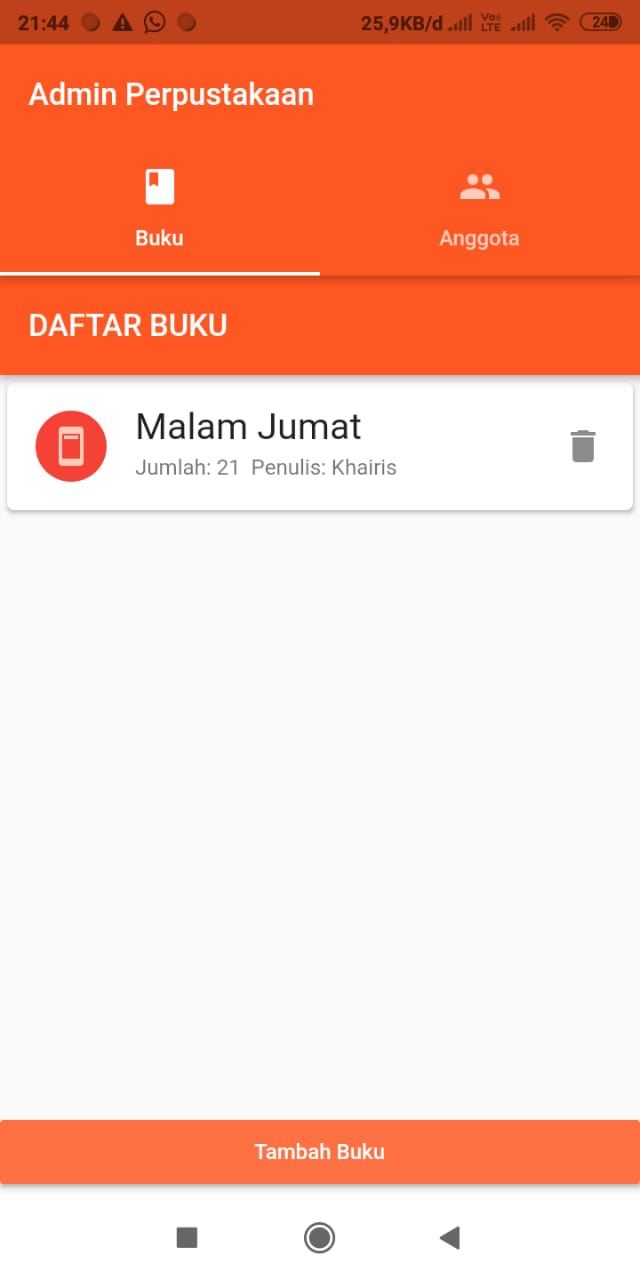 21:44 25,9KB/d Vo LTE 24
Admin Perpustakaan
Buku Anggota
DAFTAR BUKU
Malam Jumat
Jumlah: 21 Penulis: Khairis
Tambah Buku